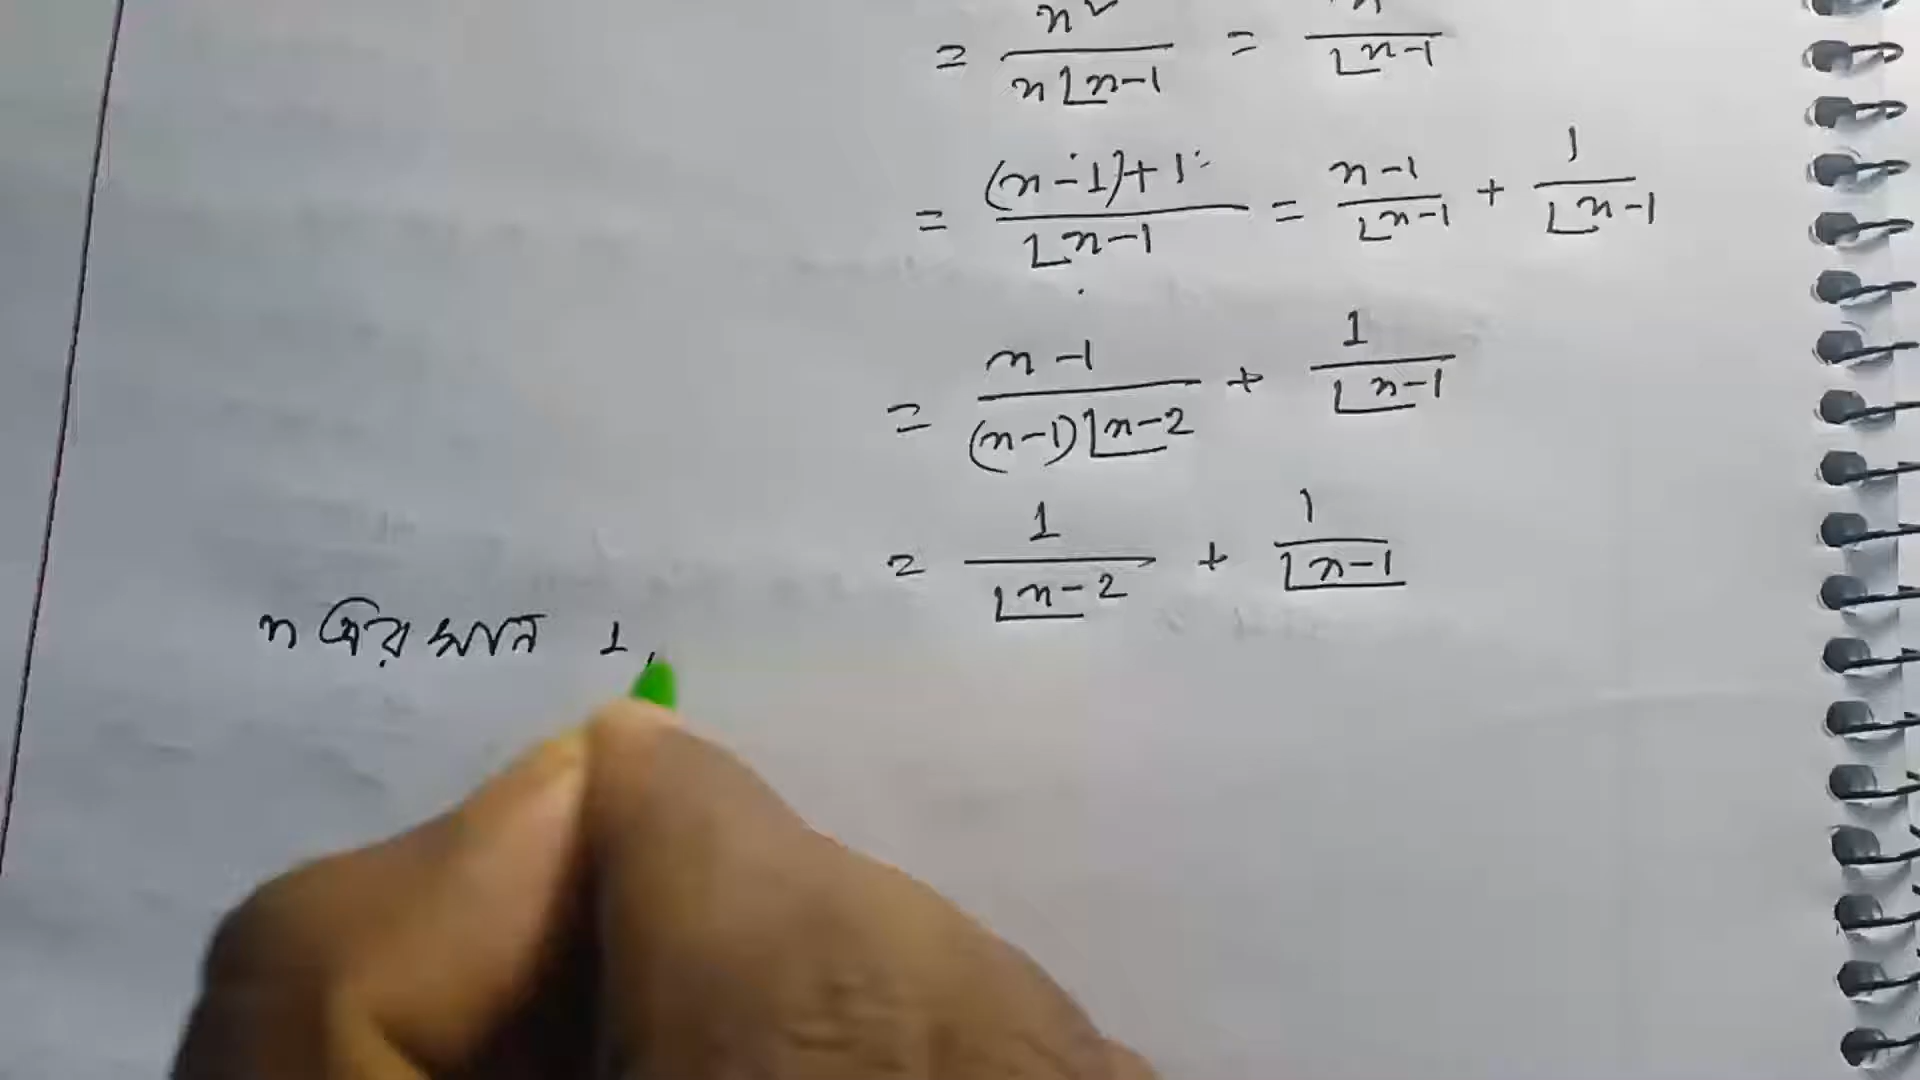 = n²/(n⌊n-1) = n/⌊n-1
= ((n-1)+1)/⌊n-1 = (n-1)/⌊n-1 + 1/⌊n-1
= (n-1)/((n-1)⌊n-2) + 1/⌊n-1
= 1/⌊n-2 + 1/⌊n-1
n এর মান 1,